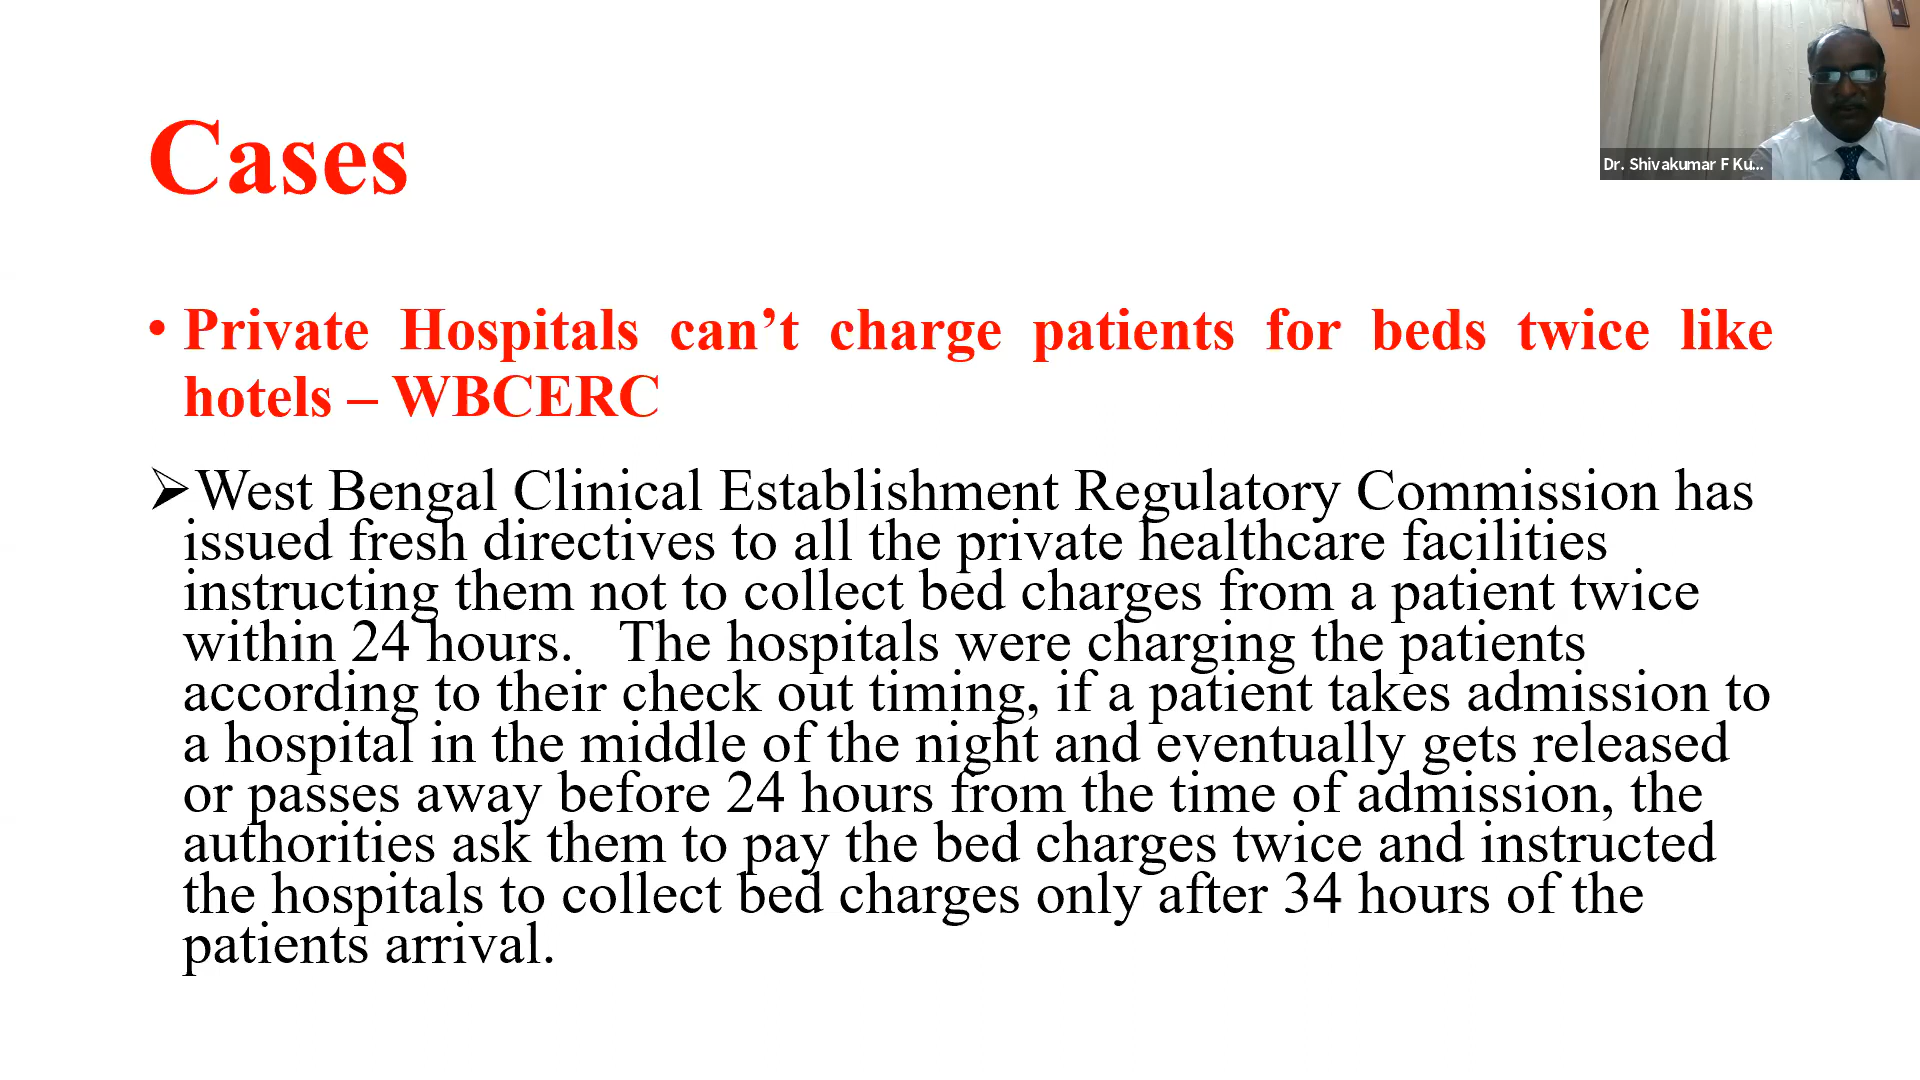 Dr. Shivakumar F Ku...
Cases
• Private Hospitals can’t charge patients for beds twice like
hotels – WBCERC
➢West Bengal Clinical Establishment Regulatory Commission has
issued fresh directives to all the private healthcare facilities
instructing them not to collect bed charges from a patient twice
within 24 hours.   The hospitals were charging the patients
according to their check out timing, if a patient takes admission to
a hospital in the middle of the night and eventually gets released
or passes away before 24 hours from the time of admission, the
authorities ask them to pay the bed charges twice and instructed
the hospitals to collect bed charges only after 34 hours of the
patients arrival.